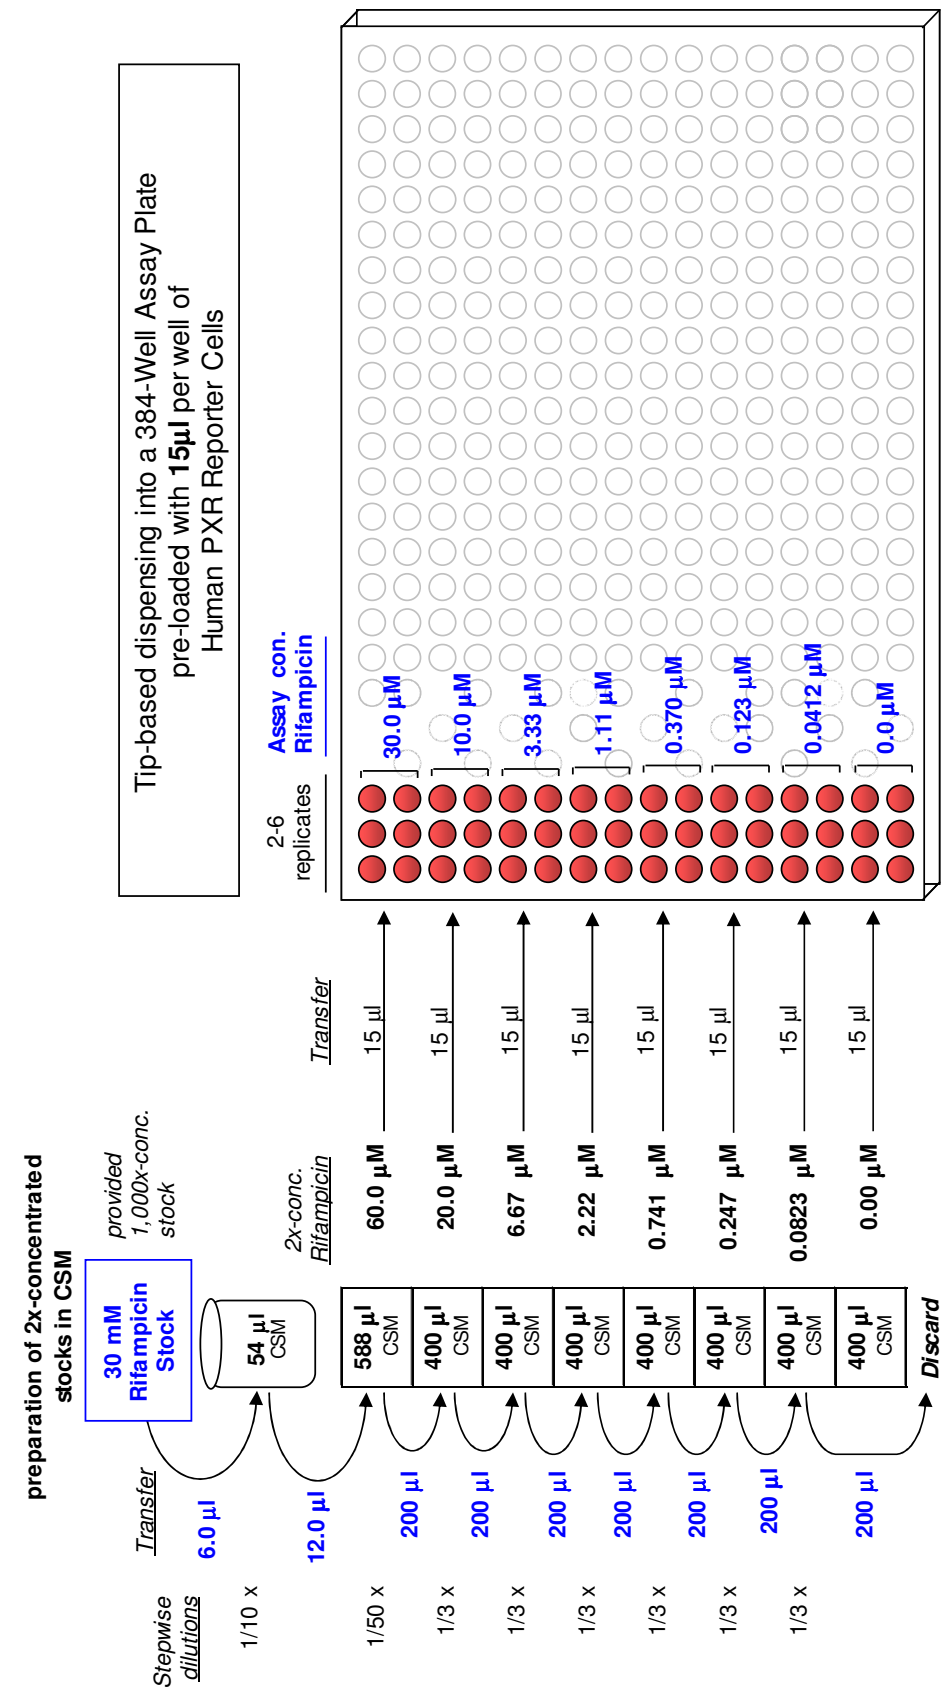 preparation of 2x-concentrated
stocks in CSM
Stepwise
dilutions
1/10 x
1/50 x
1/3 x
1/3 x
1/3 x
1/3 x
1/3 x
1/3 x
Transfer
6.0 µl
12.0 µl
200 µl
200 µl
200 µl
200 µl
200 µl
200 µl
200 µl
30 mM
Rifampicin
Stock
provided
1,000x-conc.
stock
54 µl
CSM
588 µl
CSM
400 µl
CSM
400 µl
CSM
400 µl
CSM
400 µl
CSM
400 µl
CSM
400 µl
CSM
400 µl
CSM
Discard
2x-conc.
Rifampicin
60.0 µM
20.0 µM
6.67 µM
2.22 µM
0.741 µM
0.247 µM
0.0823 µM
0.00 µM
Transfer
15 µl
15 µl
15 µl
15 µl
15 µl
15 µl
15 µl
15 µl
Tip-based dispensing into a 384-Well Assay Plate
pre-loaded with 15µl per well of
Human PXR Reporter Cells
2-6
replicates
Assay con.
Rifampicin
30.0 µM
10.0 µM
3.33 µM
1.11 µM
0.370 µM
0.123 µM
0.0412 µM
0.0 µM